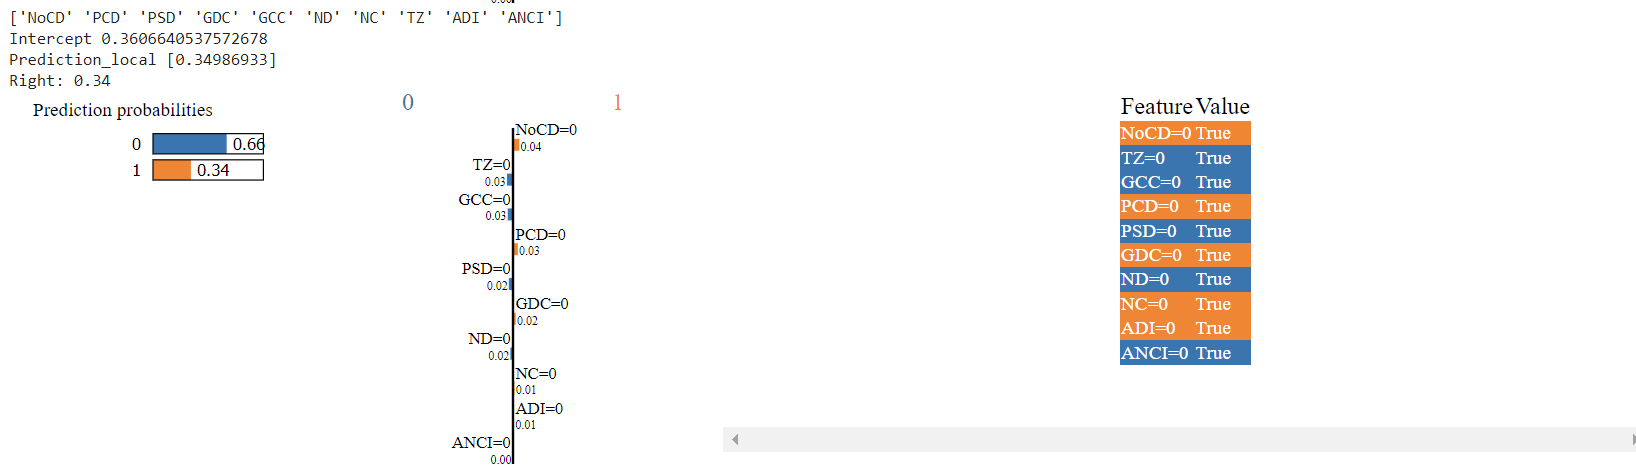 ['NoCD' 'PCD' 'PSD' 'GDC' 'GCC' 'ND' 'NC' 'TZ' 'ADI' 'ANCI']
Intercept 0.3606640537572678
Prediction_local [0.34986933]
Right: 0.34
Prediction probabilities
0 0.66
1 0.34
0 1
NoCD=0
0.04
TZ=0
0.03
GCC=0
0.03
PCD=0
0.03
PSD=0
0.02
GDC=0
0.02
ND=0
0.02
NC=0
0.01
ADI=0
0.01
ANCI=0
0.00
Feature Value
NoCD=0 True
TZ=0 True
GCC=0 True
PCD=0 True
PSD=0 True
GDC=0 True
ND=0 True
NC=0 True
ADI=0 True
ANCI=0 True